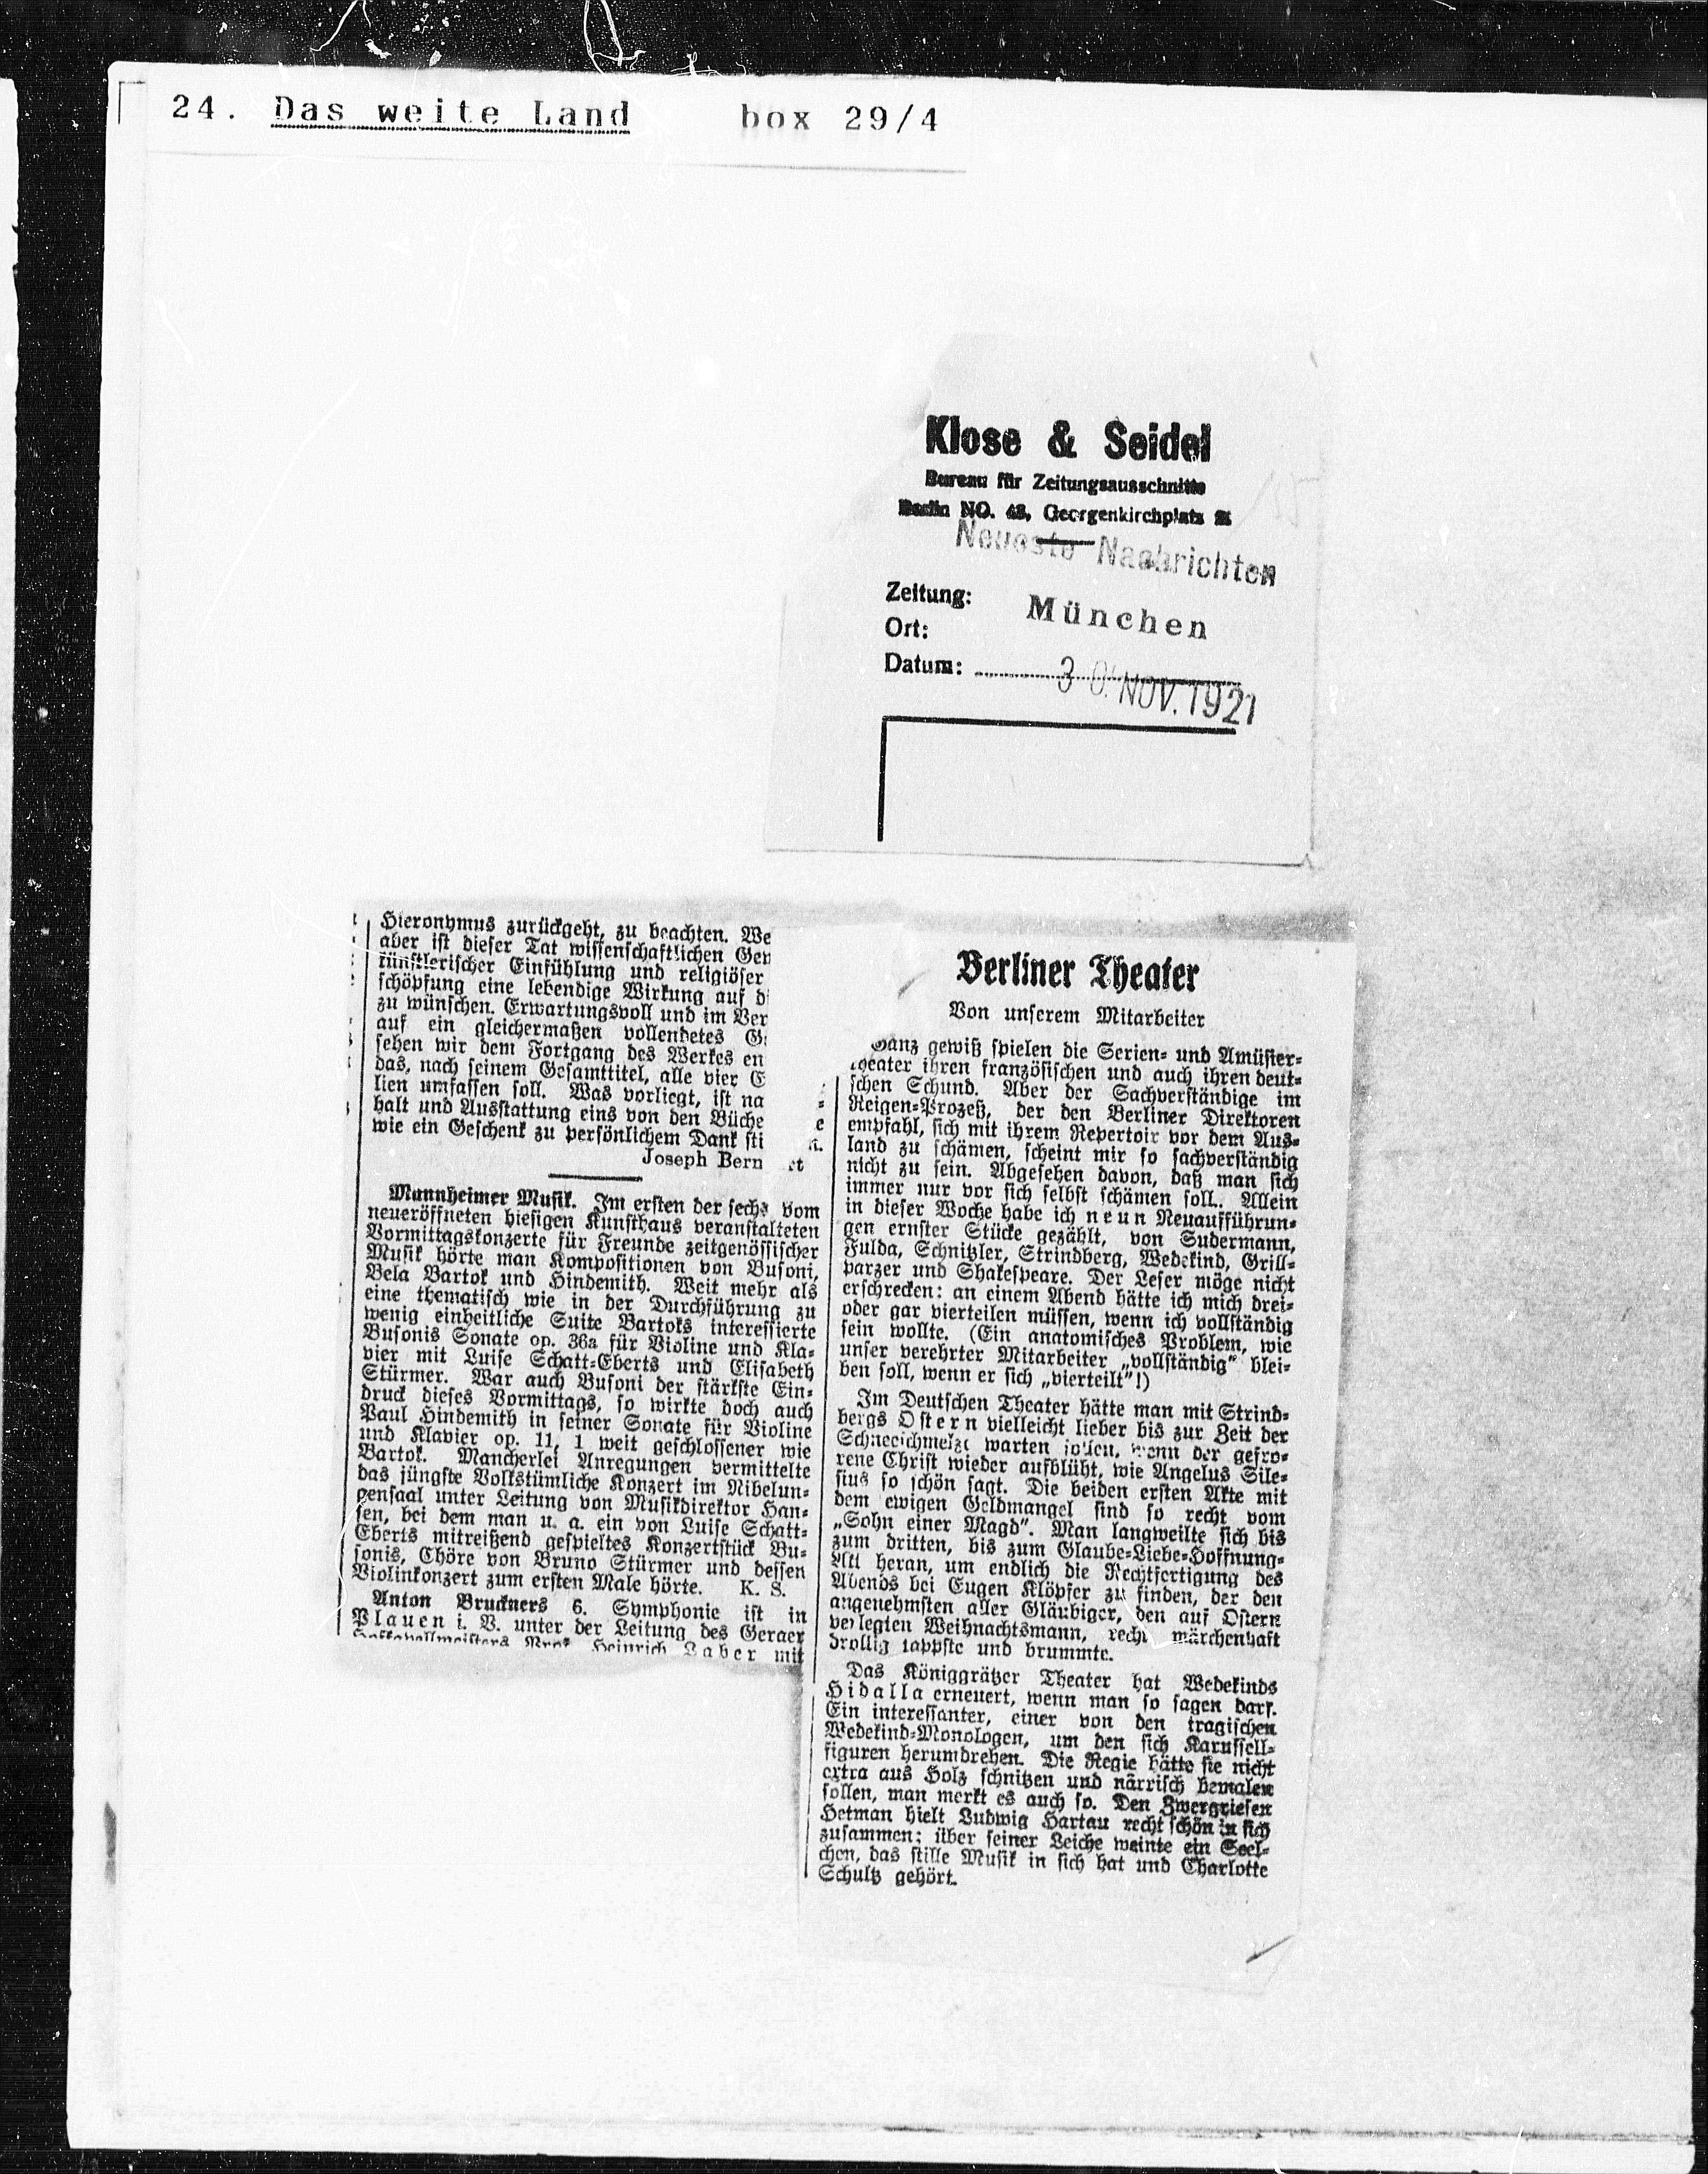 24. Das weite Land box 29/4
Klose & Seidel
Bureau für Zeitungsausschnitte
Berlin NO. 43, Georgenkirchplatz
Neueste Nachrichten
Zeitung:
München
Ort:
Datum: 30. NOV. 1921
Hieronymus zurückgeht, zu beachten. We
aber ist dieser Tat wissenschaftlichen Gen
künstlerischer Einfühlung und religiöser
schöpfung eine lebendige Wirkung auf d
zu wünschen. Erwartungsvoll und im Ver
auf ein gleichermaßen vollendetes G
sehen wir dem Fortgang des Werkes en
das, nach seinem Gesamttitel, alle vier E
lien umfassen soll. Was vorliegt, ist na
halt und Ausstattung eins von den Büche
wie ein Geschenk zu persönlichem Dank sti
Joseph Bern
Mannheimer Musik. Im ersten der sechs vom
neueröffneten hiesigen Kunsthaus veranstalteten
Vormittagskonzerte für Freunde zeitgenössischer
Musik hörte man Kompositionen von Busoni,
Bela Bartok und Hindemith. Weit mehr als
eine thematisch wie in der Durchführung zu
wenig einheitliche Suite Bartoks interessierte
Busonis Sonate op. 36a für Violine und Kla-
vier mit Luise Schatt-Eberts und Elisabeth
Stürmer. War auch Busoni der stärkste Ein-
druck dieses Vormittags, so wirkte doch auch
Paul Hindemith in seiner Sonate für Violine
und Klavier op. 11, 1 weit geschlossener wie
Bartok. Mancherlei Anregungen vermittelte
das jüngste Volkstümliche Konzert im Nibelun-
gensaal unter Leitung von Musikdirektor Han-
sen, bei dem man u. a. ein von Luise Schatt-
Eberts mitreißend gespieltes Konzertstück Bu-
sonis, Chöre von Bruno Stürmer und dessen
Violinkonzert zum ersten Male hörte. K. S.
Anton Bruckners 6. Symphonie ist in
Plauen i. V. unter der Leitung des Geraer
Hofkapellmeisters Prof. Heinrich Laber mit
Berliner Theater
Von unserem Mitarbeiter
Ganz gewiß spielen die Serien- und Amüsier-
theater ihren französischen und auch ihren deut-
schen Schund. Aber der Sachverständige im
Reigen-Prozeß, der den Berliner Direktoren
empfahl, sich mit ihrem Repertoir vor dem Aus-
land zu schämen, scheint mir so sachverständig
nicht zu sein. Abgesehen davon, daß man sich
immer nur vor sich selbst schämen soll. Allein
in dieser Woche habe ich neun Neuaufführun-
gen ernster Stücke gezählt, von Sudermann,
Fulda, Schnitzler, Strindberg, Wedekind, Grill-
parzer und Shakespeare. Der Leser möge nicht
erschrecken: an einem Abend hätte ich mich drei-
oder gar vierteilen müssen, wenn ich vollständig
sein wollte. (Ein anatomisches Problem, wie
unser verehrter Mitarbeiter „vollständig“ blei-
ben soll, wenn er sich „vierteilt“!)
Im Deutschen Theater hätte man mit Strind-
bergs Ostern vielleicht lieber bis zur Zeit der
Schneeschmelze warten sollen, wenn der gefro-
rene Christ wieder aufblüht, wie Angelus Sile-
sius so schön sagt. Die beiden ersten Akte mit
dem ewigen Geldmangel sind so recht vom
„Sohn einer Magd“. Man langweilte sich bis
zum dritten, bis zum Glaube-Liebe-Hoffnung-
Akt heran, um endlich die Rechtfertigung des
Abends bei Eugen Klöpfer zu finden, der den
angenehmsten aller Gläubiger, den auf Ostern
verlegten Weihnachtsmann, recht märchenhaft
drollig tappste und brummte.
Das Königgrätzer Theater hat Wedekinds
Hidalla erneuert, wenn man so sagen darf.
Ein interessanter, einer von den tragischen
Wedekind-Monologen, um den sich Karussell-
figuren herumdrehen. Die Regie hätte sie nicht
extra aus Holz schnitzen und närrisch bemalen
sollen, man merkt es auch so. Den Zwergriesen
Hetman hielt Ludwig Hartau recht schön in sich
zusammen; über seiner Leiche weinte ein Seel-
chen, das stille Musik in sich hat und Charlotte
Schultz gehört.